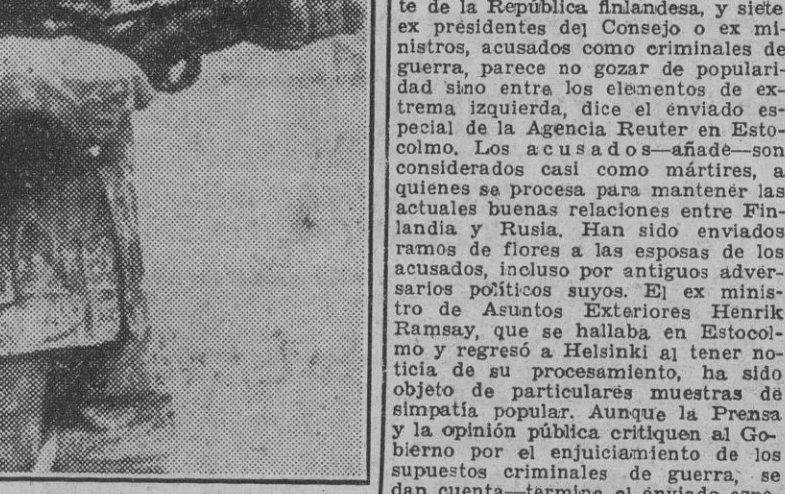 te de la República finlandesa, y siete
ex presidentes del Consejo o ex mi-
nistros, acusados como criminales de
guerra, parece no gozar de populari-
dad sino entre los elementos de ex-
trema izquierda, dice el enviado es-
pecial de la Agencia Reuter en Esto-
colmo. Los acusados—añade—son
considerados casi como mártires, a
quienes se procesa para mantener las
actuales buenas relaciones entre Fin-
landia y Rusia. Han sido enviados
ramos de flores a las esposas de los
acusados, incluso por antiguos adver-
sarios políticos suyos. El ex minis-
tro de Asuntos Exteriores Henrik
Ramsay, que se hallaba en Estocol-
mo y regresó a Helsinki al tener no-
ticia de su procesamiento, ha sido
objeto de particulares muestras de
simpatía popular. Aunque la Prensa
y la opinión pública critiquen al Go-
bierno por el enjuiciamiento de los
supuestos criminales de guerra, se
dan cuenta—termina el enviado espe-